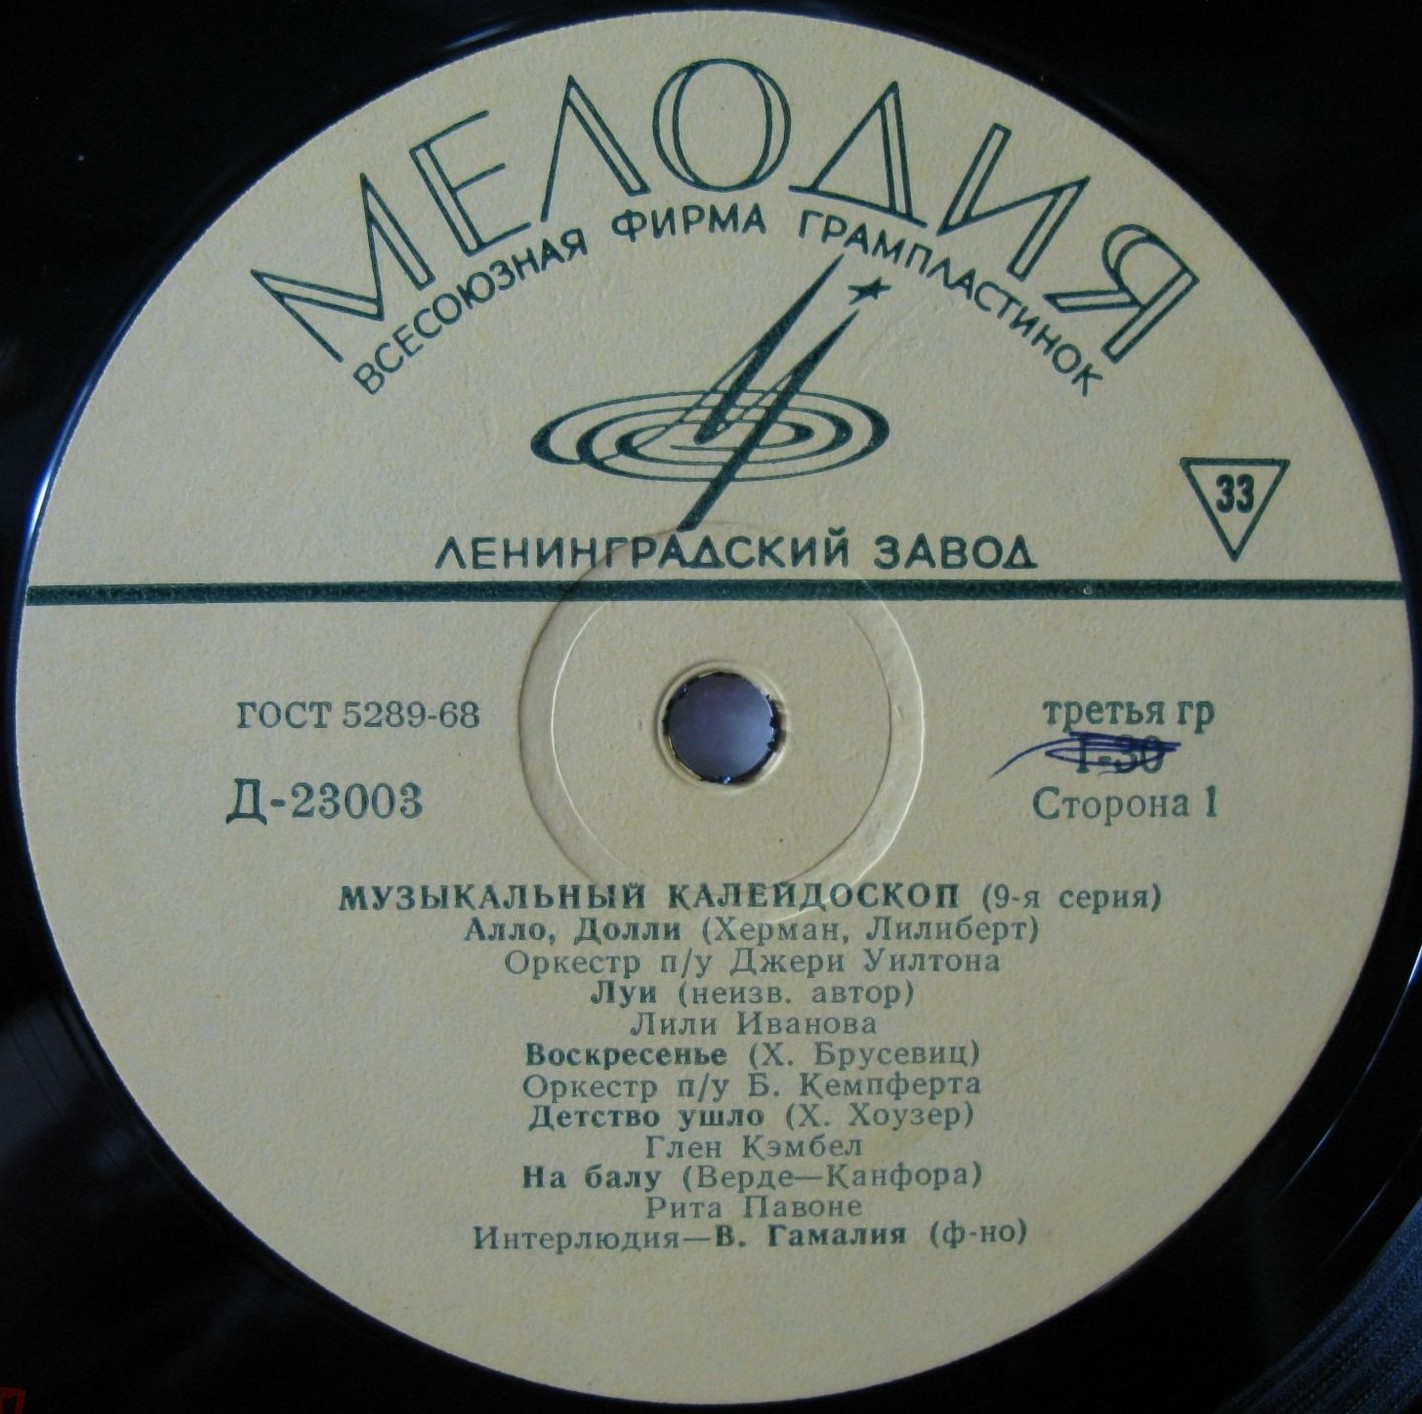 МЕЛОДИЯ
ВСЕСОЮЗНАЯ ФИРМА ГРАМПЛАСТИНОК
33
ЛЕНИНГРАДСКИЙ ЗАВОД
ГОСТ 5289-68
третья гр
1-30
Д-23003
Сторона 1
МУЗЫКАЛЬНЫЙ КАЛЕЙДОСКОП (9-я серия)
Алло, Долли (Херман, Лилиберт)
Оркестр п/у Джери Уилтона
Луи (неизв. автор)
Лили Иванова
Воскресенье (Х. Брусевиц)
Оркестр п/у Б. Кемпферта
Детство ушло (Х. Хоузер)
Глен Кэмбел
На балу (Верде—Канфора)
Рита Павоне
Интерлюдия—В. Гамалия (ф-но)